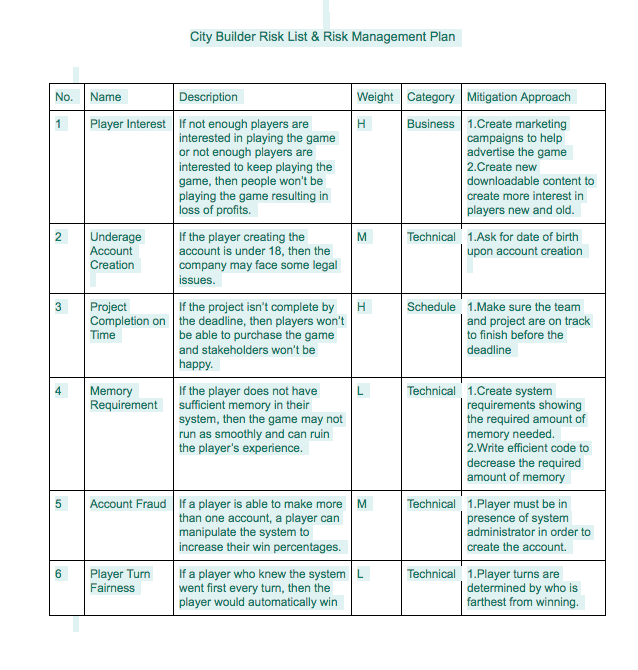 City Builder Risk List & Risk Management Plan
No. Name Description Weight Category Mitigation Approach
1 Player Interest If not enough players are
interested in playing the game
or not enough players are
interested to keep playing the
game, then people won't be
playing the game resulting in
loss of profits. H Business 1.Create marketing
campaigns to help
advertise the game
2.Create new
downloadable content to
create more interest in
players new and old.
2 Underage
Account
Creation If the player creating the
account is under 18, then the
company may face some legal
issues. M Technical 1.Ask for date of birth
upon account creation
3 Project
Completion on
Time If the project isn't complete by
the deadline, then players won't
be able to purchase the game
and stakeholders won't be
happy. H Schedule 1.Make sure the team
and project are on track
to finish before the
deadline
4 Memory
Requirement If the player does not have
sufficient memory in their
system, then the game may not
run as smoothly and can ruin
the player's experience. L Technical 1.Create system
requirements showing
the required amount of
memory needed.
2.Write efficient code to
decrease the required
amount of memory
5 Account Fraud If a player is able to make more
than one account, a player can
manipulate the system to
increase their win percentages. M Technical 1.Player must be in
presence of system
administrator in order to
create the account.
6 Player Turn
Fairness If a player who knew the system
went first every turn, then the
player would automatically win L Technical 1.Player turns are
determined by who is
farthest from winning.